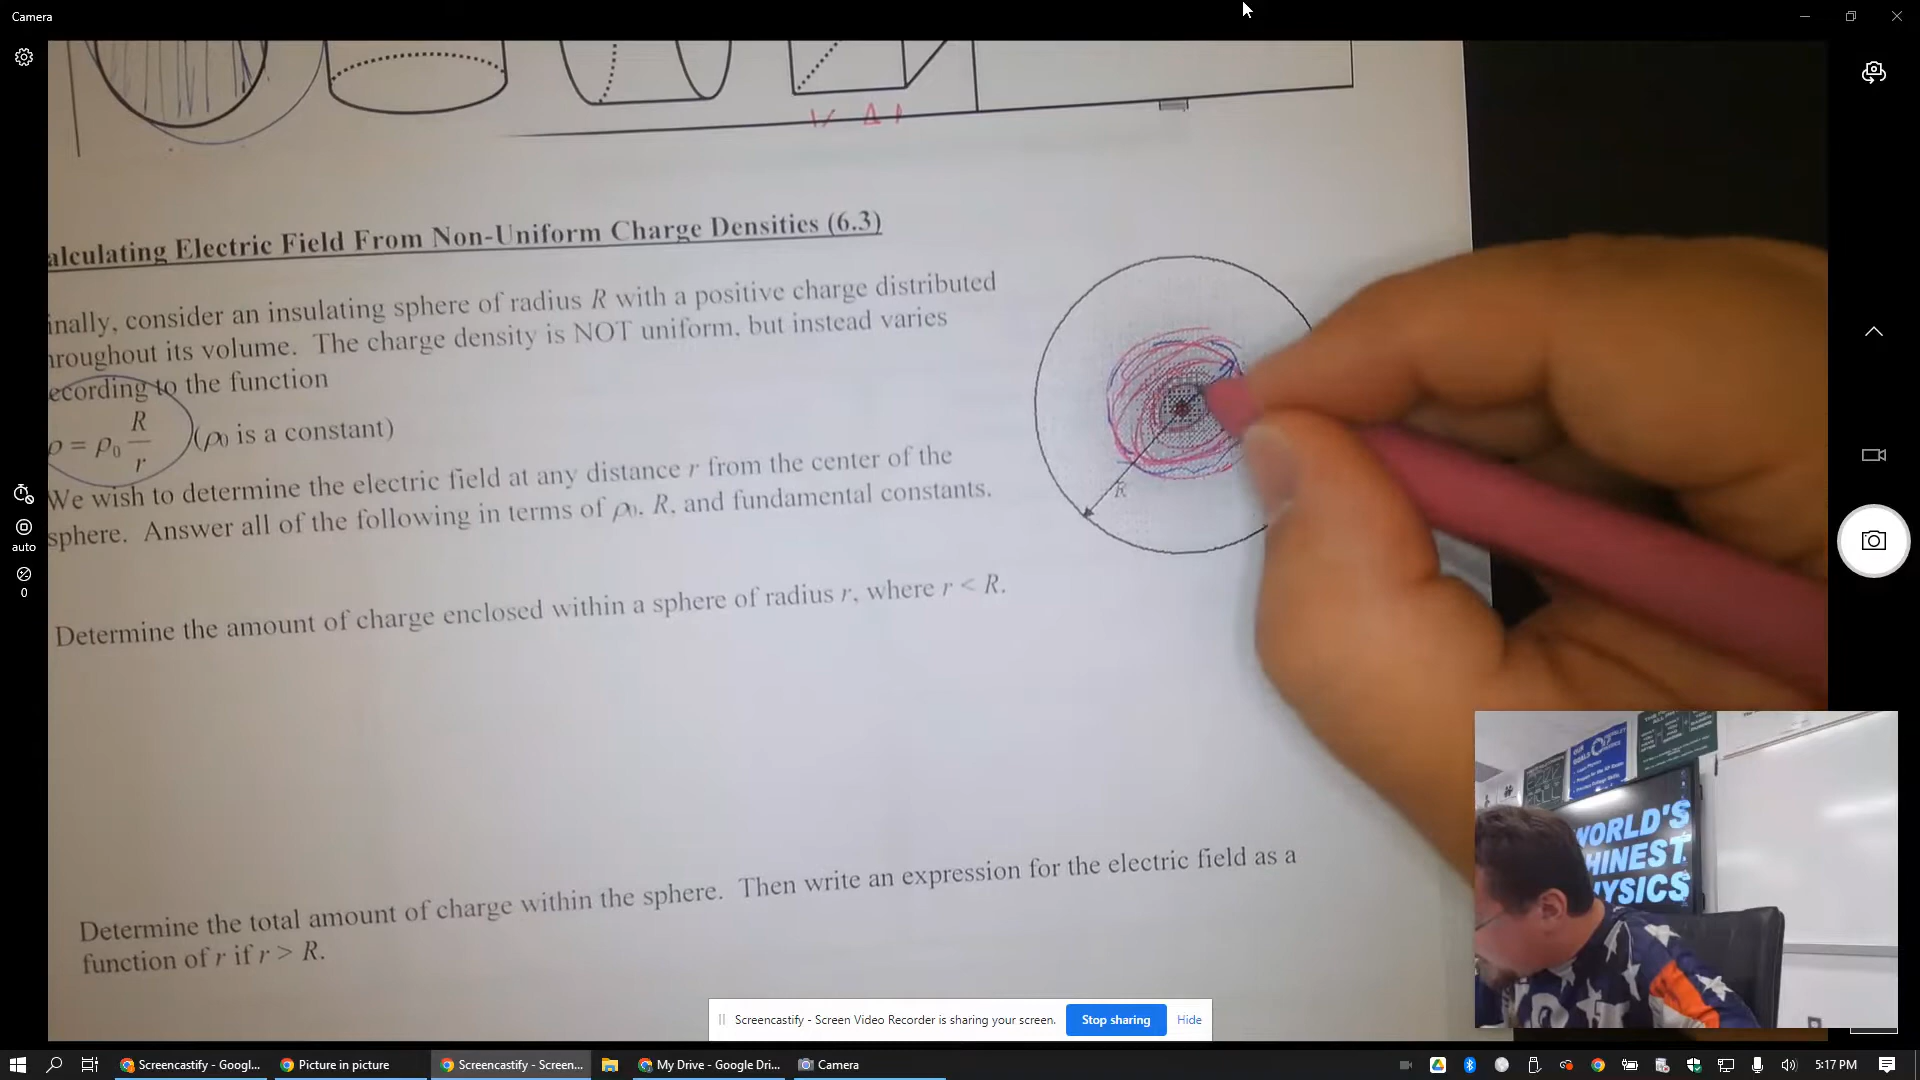 Camera
alculating Electric Field From Non-Uniform Charge Densities (6.3)
inally, consider an insulating sphere of radius R with a positive charge distributed
hroughout its volume. The charge density is NOT uniform, but instead varies
ccording to the function
ρ = ρ₀ R/r (ρ₀ is a constant)
We wish to determine the electric field at any distance r from the center of the
sphere. Answer all of the following in terms of ρ₀, R, and fundamental constants.
R
Determine the amount of charge enclosed within a sphere of radius r, where r < R.
Determine the total amount of charge within the sphere. Then write an expression for the electric field as a
function of r if r > R.
auto
0
WORLD'S
HINEST
YSICS
Screencastify - Screen Video Recorder is sharing your screen. Stop sharing Hide
Screencastify - Googl... Picture in picture Screencastify - Screen... My Drive - Google Dri... Camera 5:17 PM